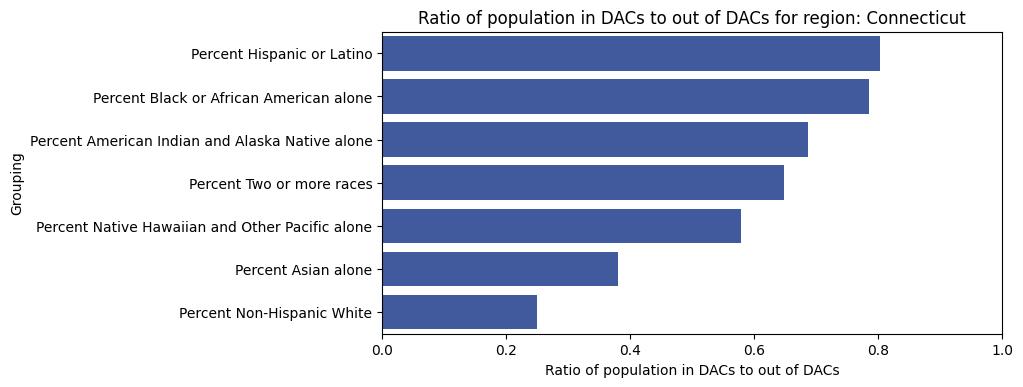 Ratio of population in DACs to out of DACs for region: Connecticut
Grouping
Percent Hispanic or Latino
Percent Black or African American alone
Percent American Indian and Alaska Native alone
Percent Two or more races
Percent Native Hawaiian and Other Pacific alone
Percent Asian alone
Percent Non-Hispanic White
0.0 0.2 0.4 0.6 0.8 1.0
Ratio of population in DACs to out of DACs